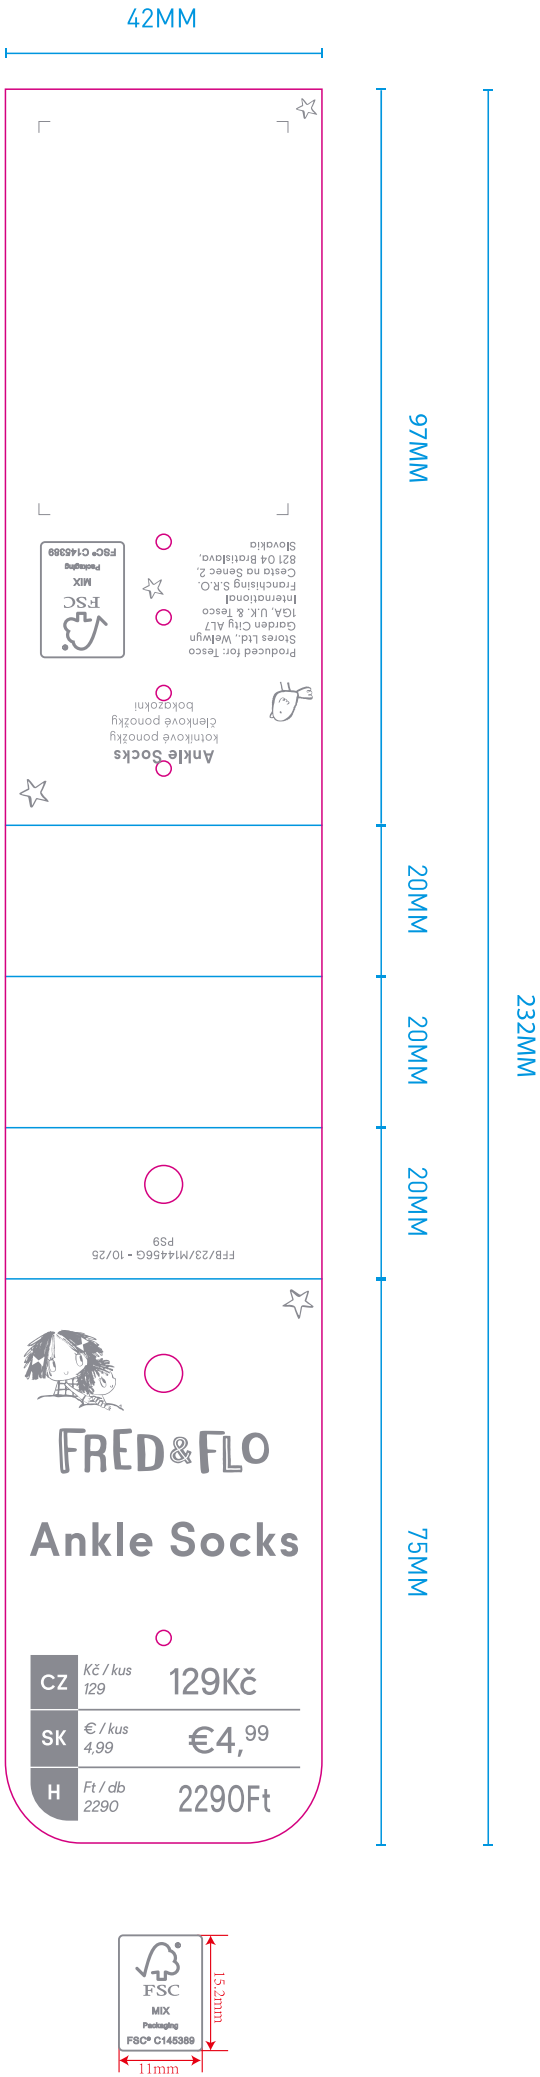 42MM
97MM
FSC
MIX
Packaging
FSC® C145389
Produced for: Tesco
Stores Ltd., Welwyn
Garden City AL7
1GA, U.K. & Tesco
International
Franchising S.R.O.
Cesta na Senec 2,
821 04 Bratislava,
Slovakia
Ankle Socks
kotníkové ponožky
členkové ponožky
bokazokni
20MM
20MM
232MM
20MM
FFB/23/M14456G - 10/25
PS9
FRED & FLO
Ankle Socks
75MM
CZ Kč / kus 129 129Kč
SK € / kus 4,99 €4,99
H Ft / db 2290 2290Ft
FSC
MIX
Packaging
FSC® C145389
15.2mm
11mm